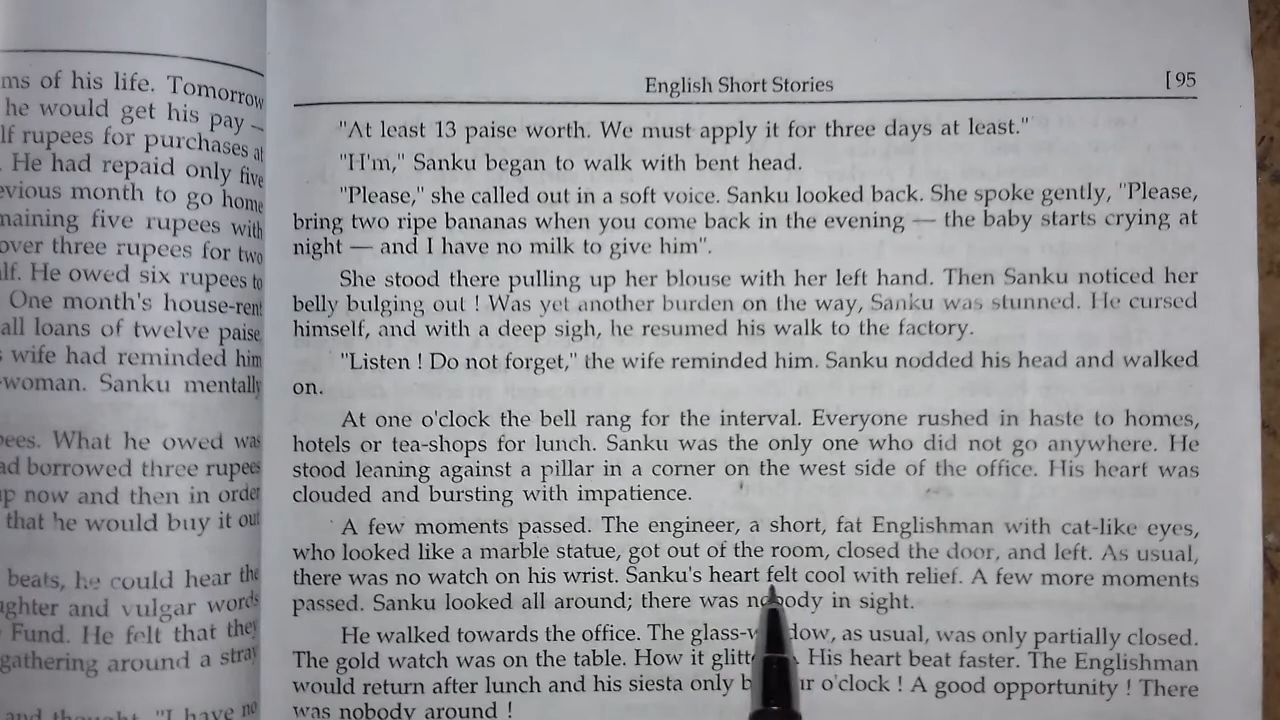 ms of his life. Tomorrow
he would get his pay –
lf rupees for purchases at
. He had repaid only five
evious month to go home
maining five rupees with
over three rupees for two
alf. He owed six rupees to
One month's house-rent
all loans of twelve paise
s wife had reminded him
-woman. Sanku mentally
pees. What he owed was
ad borrowed three rupees
up now and then in order
that he would buy it out
beats, he could hear the
ughter and vulgar words
Fund. He felt that they
gathering around a stray
and thought, "I have no
English Short Stories [95
"At least 13 paise worth. We must apply it for three days at least."
"H'm," Sanku began to walk with bent head.
"Please," she called out in a soft voice. Sanku looked back. She spoke gently, "Please,
bring two ripe bananas when you come back in the evening — the baby starts crying at
night — and I have no milk to give him".
She stood there pulling up her blouse with her left hand. Then Sanku noticed her
belly bulging out ! Was yet another burden on the way, Sanku was stunned. He cursed
himself, and with a deep sigh, he resumed his walk to the factory.
"Listen ! Do not forget," the wife reminded him. Sanku nodded his head and walked
on.
At one o'clock the bell rang for the interval. Everyone rushed in haste to homes,
hotels or tea-shops for lunch. Sanku was the only one who did not go anywhere. He
stood leaning against a pillar in a corner on the west side of the office. His heart was
clouded and bursting with impatience.
A few moments passed. The engineer, a short, fat Englishman with cat-like eyes,
who looked like a marble statue, got out of the room, closed the door, and left. As usual,
there was no watch on his wrist. Sanku's heart felt cool with relief. A few more moments
passed. Sanku looked all around; there was nobody in sight.
He walked towards the office. The glass-w dow, as usual, was only partially closed.
The gold watch was on the table. How it glitt His heart beat faster. The Englishman
would return after lunch and his siesta only b ur o'clock ! A good opportunity ! There
was nobody around !